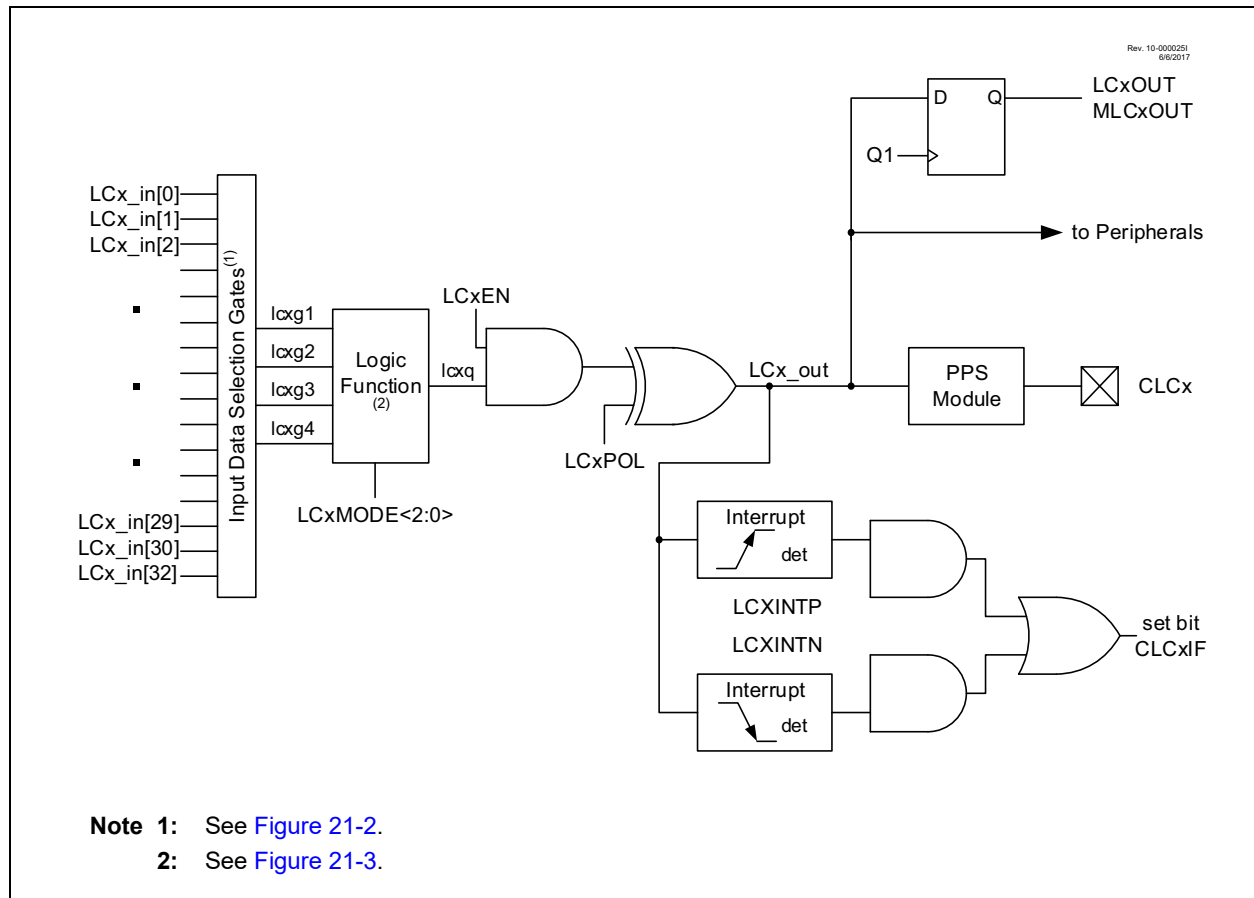 Rev. 10-000025I
6/6/2017
LCx_in[0]
LCx_in[1]
LCx_in[2]
LCx_in[29]
LCx_in[30]
LCx_in[32]
Input Data Selection Gates(1)
lcxg1
lcxg2
lcxg3
lcxg4
Logic
Function
(2)
LCxMODE<2:0>
lcxq
LCxEN
LCxPOL
LCx_out
D
Q
Q1
LCxOUT
MLCxOUT
to Peripherals
PPS
Module
CLCx
Interrupt
det
LCXINTP
LCXINTN
Interrupt
det
set bit
CLCxIF
Note 1: See Figure 21-2.
2: See Figure 21-3.